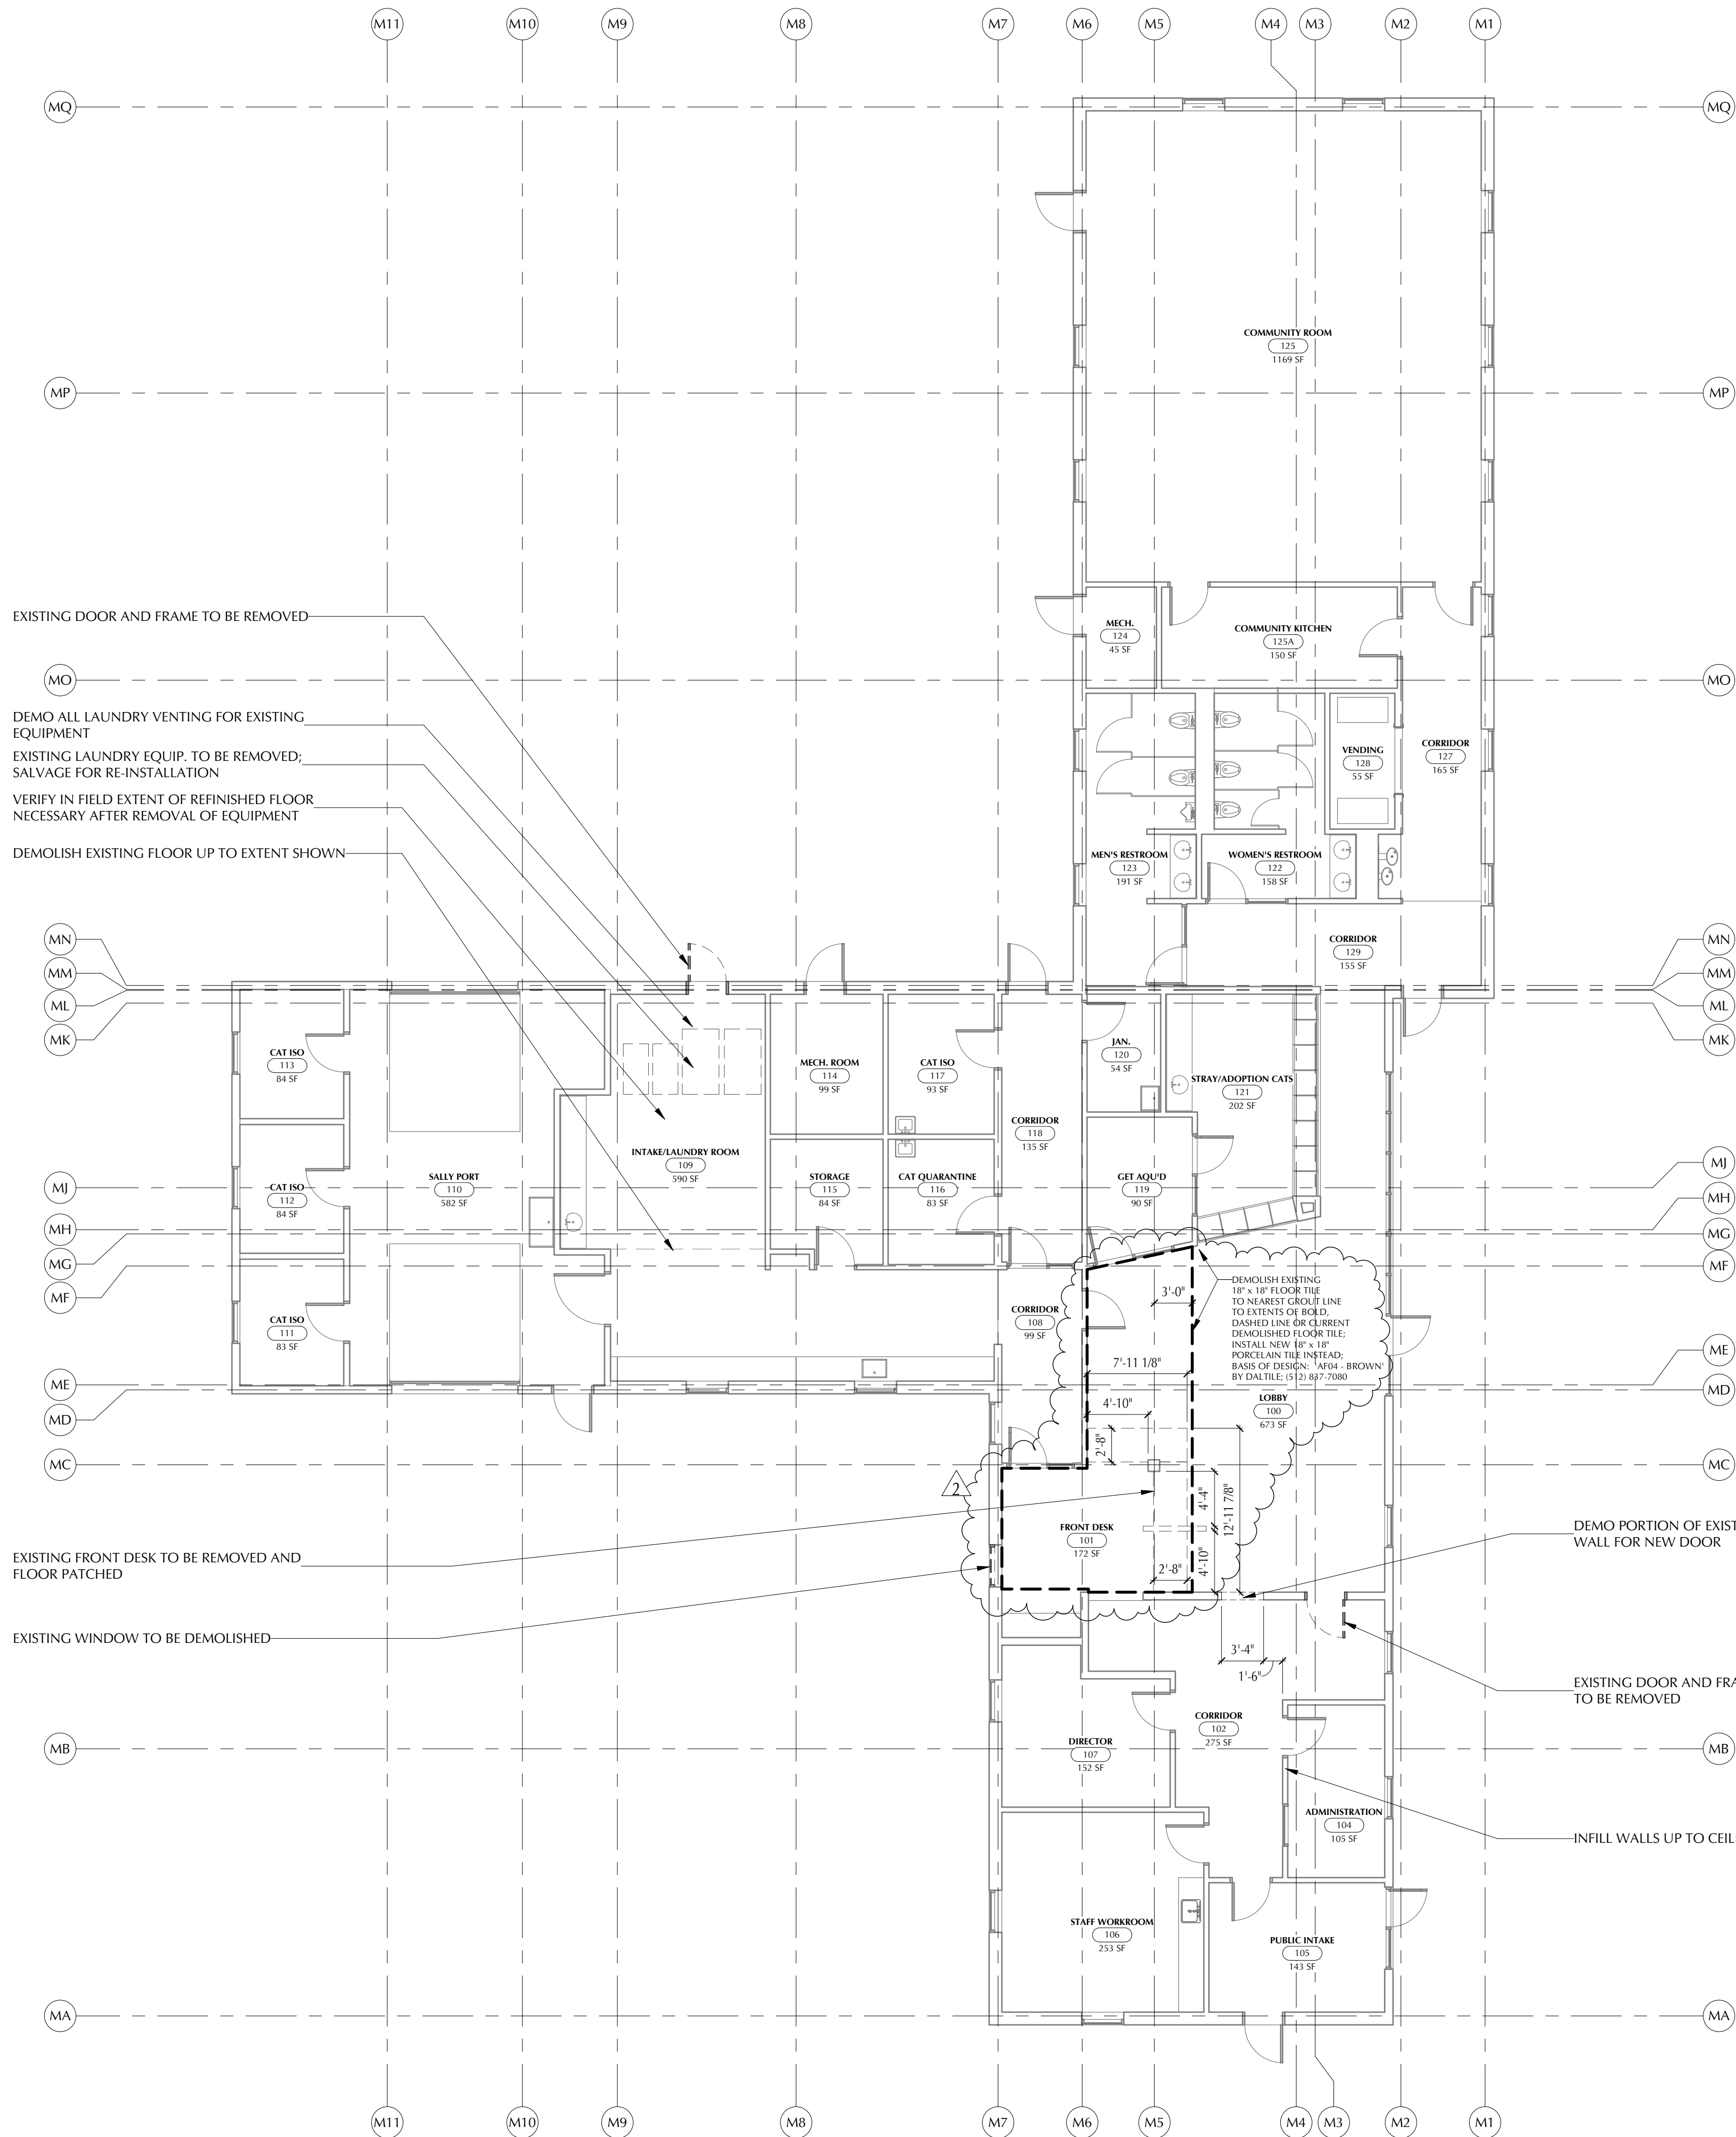 M11
M10
M9
M8
M7
M6
M5
M4
M3
M2
M1
MQ
MQ
COMMUNITY ROOM
125
1169 SF
MP
MP
EXISTING DOOR AND FRAME TO BE REMOVED
MECH.
124
45 SF
COMMUNITY KITCHEN
125A
150 SF
MO
MO
DEMO ALL LAUNDRY VENTING FOR EXISTING
EQUIPMENT
EXISTING LAUNDRY EQUIP. TO BE REMOVED;
SALVAGE FOR RE-INSTALLATION
VERIFY IN FIELD EXTENT OF REFINISHED FLOOR
NECESSARY AFTER REMOVAL OF EQUIPMENT
DEMOLISH EXISTING FLOOR UP TO EXTENT SHOWN
VENDING
128
55 SF
CORRIDOR
127
165 SF
MEN'S RESTROOM
123
191 SF
WOMEN'S RESTROOM
122
158 SF
CORRIDOR
129
155 SF
MN
MM
ML
MK
MN
MM
ML
MK
CAT ISO
113
84 SF
MECH. ROOM
114
99 SF
CAT ISO
117
93 SF
JAN.
120
54 SF
STRAY/ADOPTION CATS
121
202 SF
CORRIDOR
118
135 SF
INTAKE/LAUNDRY ROOM
109
590 SF
MJ
MH
MG
MF
MJ
MH
MG
MF
CAT ISO
112
84 SF
SALLY PORT
110
582 SF
STORAGE
115
84 SF
CAT QUARANTINE
116
83 SF
GET AQU'D
119
90 SF
CAT ISO
111
83 SF
CORRIDOR
108
99 SF
3'-0"
DEMOLISH EXISTING
18" x 18" FLOOR TILE
TO NEAREST GROUT LINE
TO EXTENTS OF BOLD,
DASHED LINE OR CURRENT
DEMOLISHED FLOOR TILE;
INSTALL NEW 18" x 18"
PORCELAIN TILE INSTEAD;
BASIS OF DESIGN: 'AF04 - BROWN'
BY DALTILE; (512) 837-7080
7'-11 1/8"
4'-10"
2'-8"
LOBBY
100
673 SF
ME
MD
MC
ME
MD
MC
2
4'-4"
12'-11 7/8"
4'-10"
2'-8"
FRONT DESK
101
172 SF
EXISTING FRONT DESK TO BE REMOVED AND
FLOOR PATCHED
EXISTING WINDOW TO BE DEMOLISHED
DEMO PORTION OF EXIST
WALL FOR NEW DOOR
3'-4"
1'-6"
EXISTING DOOR AND FRA
TO BE REMOVED
CORRIDOR
102
275 SF
DIRECTOR
107
152 SF
MB
MB
ADMINISTRATION
104
105 SF
INFILL WALLS UP TO CEIL
STAFF WORKROOM
106
253 SF
PUBLIC INTAKE
105
143 SF
MA
MA
M11
M10
M9
M8
M7
M6
M5
M4
M3
M2
M1